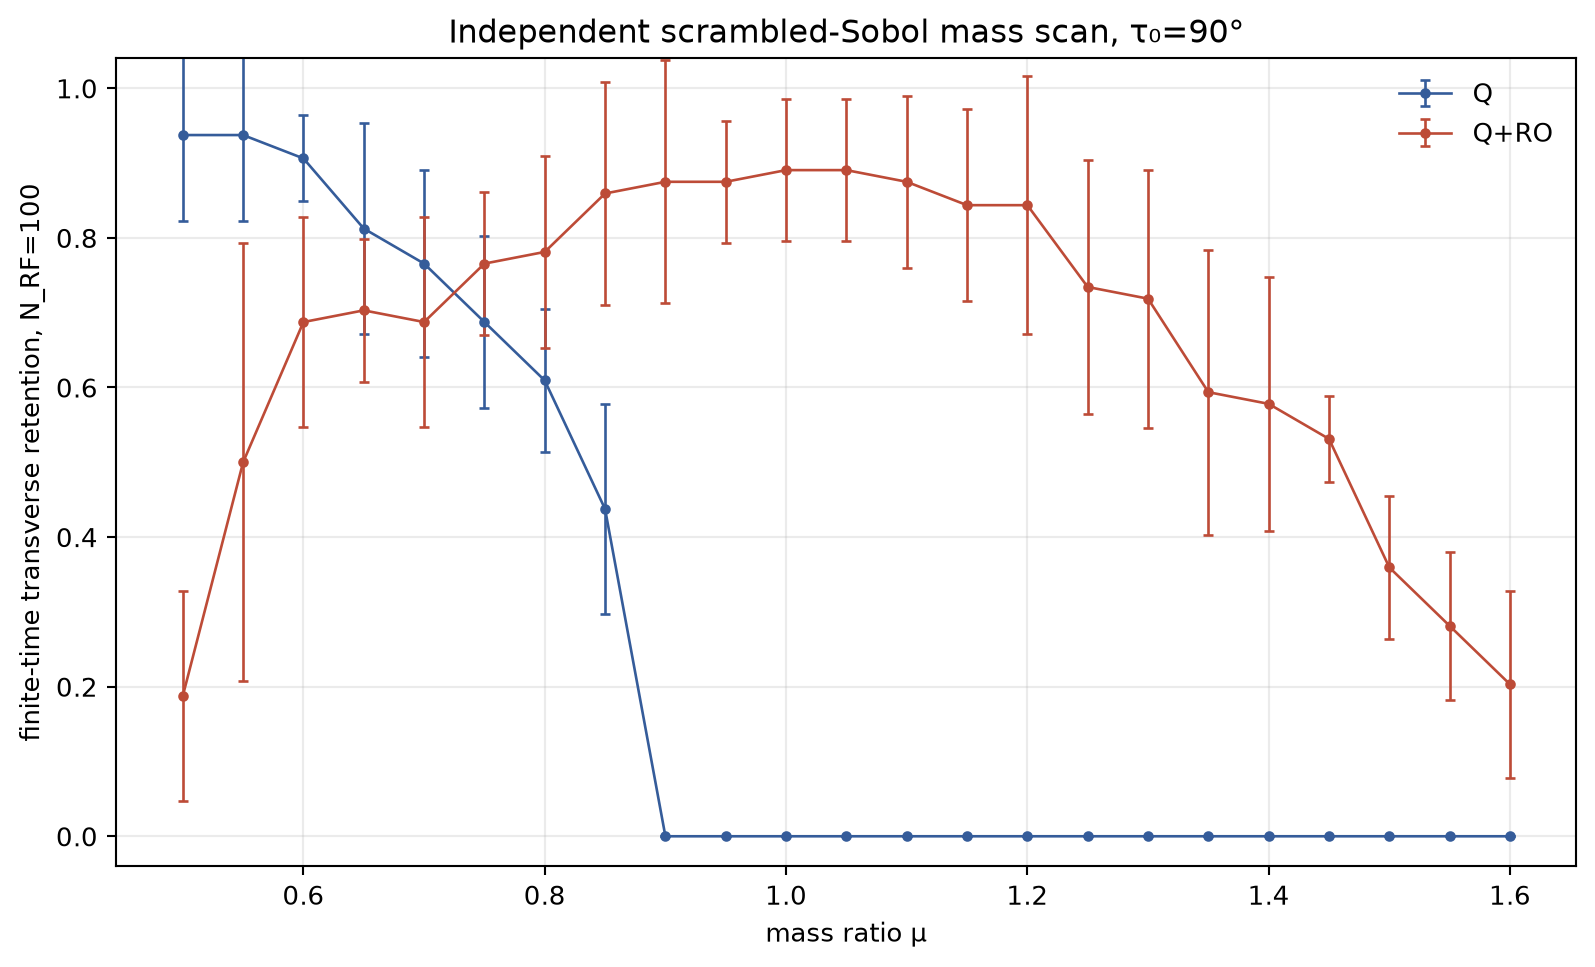 Independent scrambled-Sobol mass scan, τ₀=90°
Q
Q+RO
finite-time transverse retention, N_RF=100
1.0
0.8
0.6
0.4
0.2
0.0
0.6
0.8
1.0
1.2
1.4
1.6
mass ratio μ